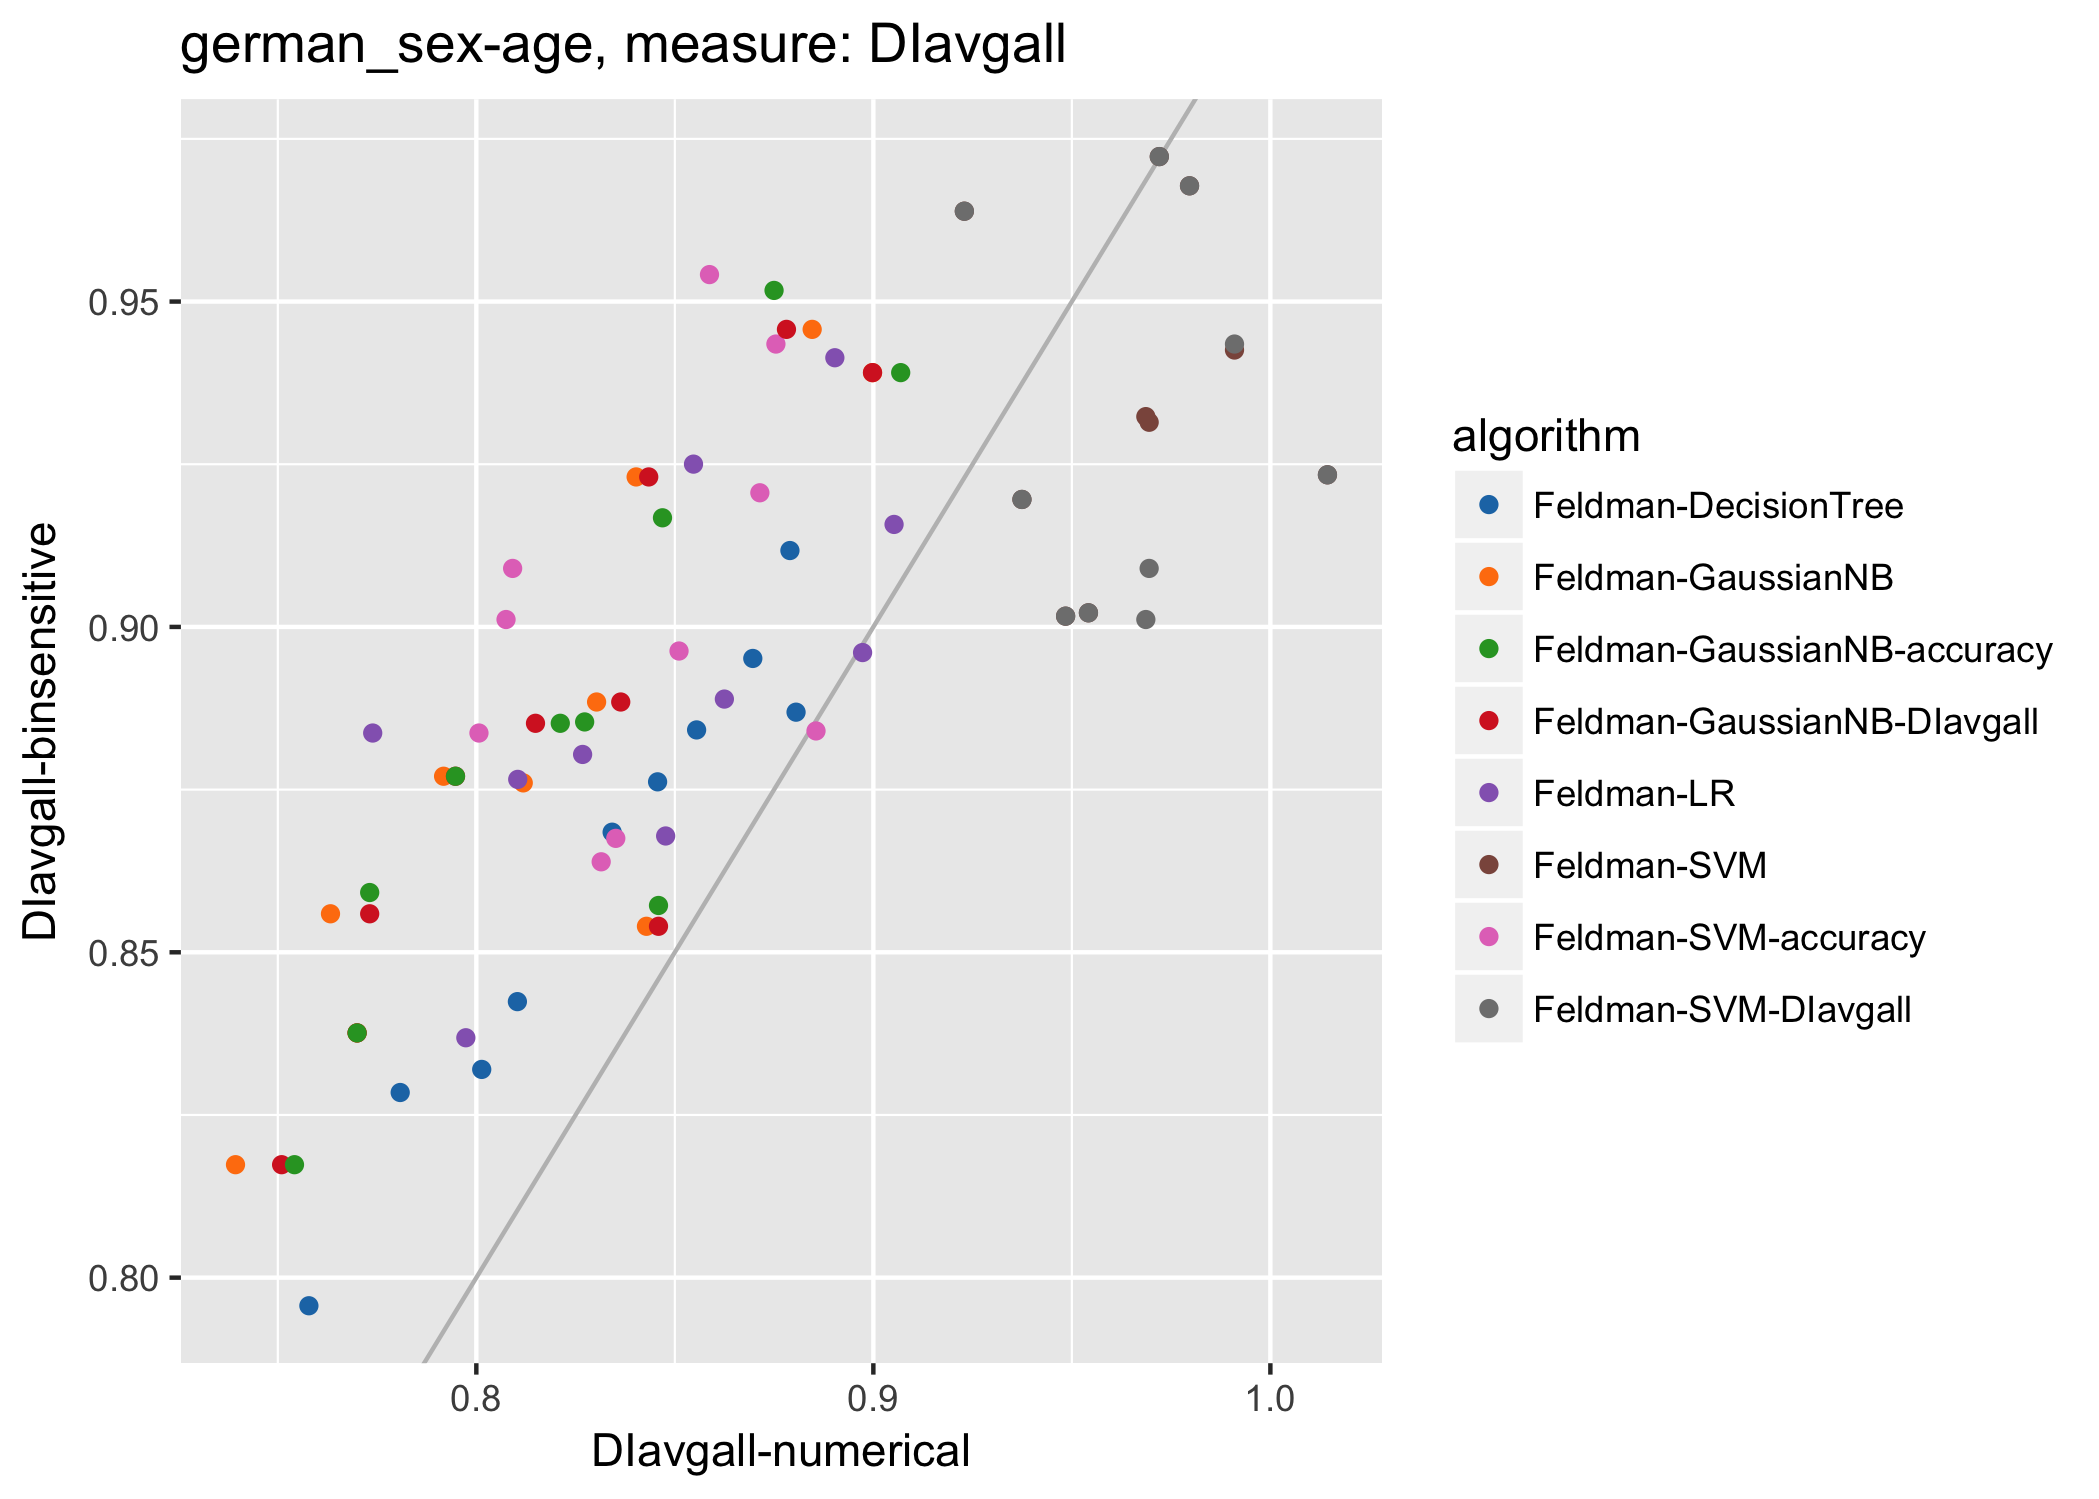 german_sex-age, measure: DIavgall
DIavgall-binsensitive
0.95
0.90
0.85
0.80
0.8
0.9
1.0
DIavgall-numerical
algorithm
Feldman-DecisionTree
Feldman-GaussianNB
Feldman-GaussianNB-accuracy
Feldman-GaussianNB-DIavgall
Feldman-LR
Feldman-SVM
Feldman-SVM-accuracy
Feldman-SVM-DIavgall